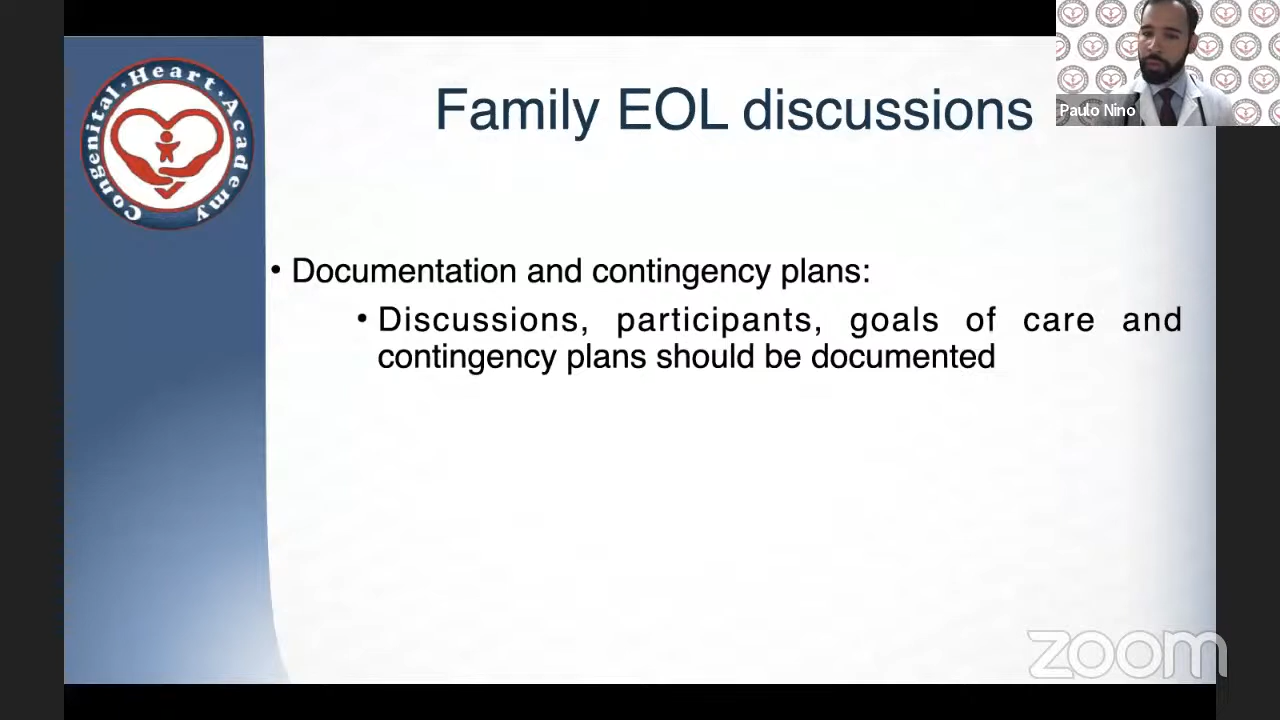 Congenital · Heart · Academy
Family EOL discussions
Paulo Nino
• Documentation and contingency plans:
• Discussions, participants, goals of care and
contingency plans should be documented
zoom